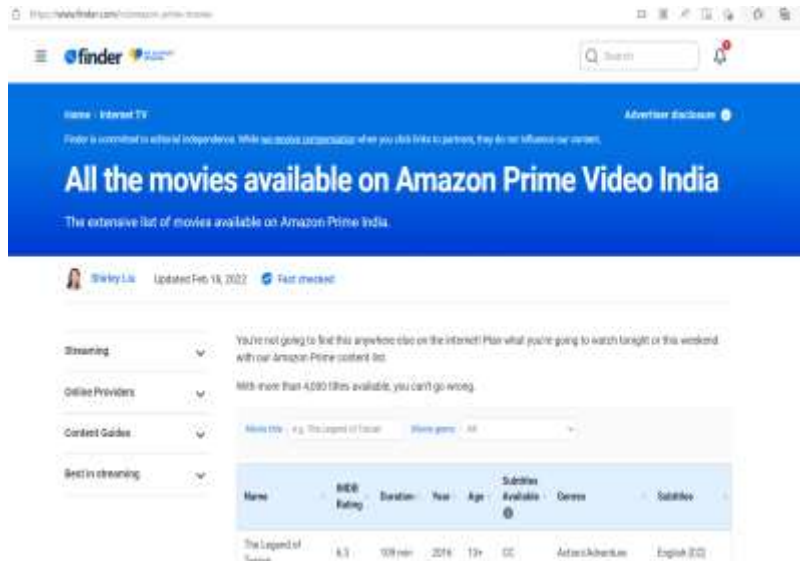 finder
Search
Home
Internet TV
Advertiser disclosure
Finder is committed to editorial independence. While we receive compensation when you click links to partners, they do not influence our content.
All the movies available on Amazon Prime Video India
The extensive list of movies available on Amazon Prime India.
Shirley Liu Updated Feb 18, 2022 Fact checked
Streaming
Online Providers
Content Guides
Best in streaming
You're not going to find this anywhere else on the internet! Plan what you're going to watch tonight or this weekend
with our Amazon Prime content list.
With more than 4,000 titles available, you can't go wrong.
Movie title e.g. The Legend of Tarzan All
Name IMDB Rating Duration Year Age Subtitles Available Genres Subtitles
The Legend of 6.3 109 min 2016 13+ CC Action/Adventure English [CC]